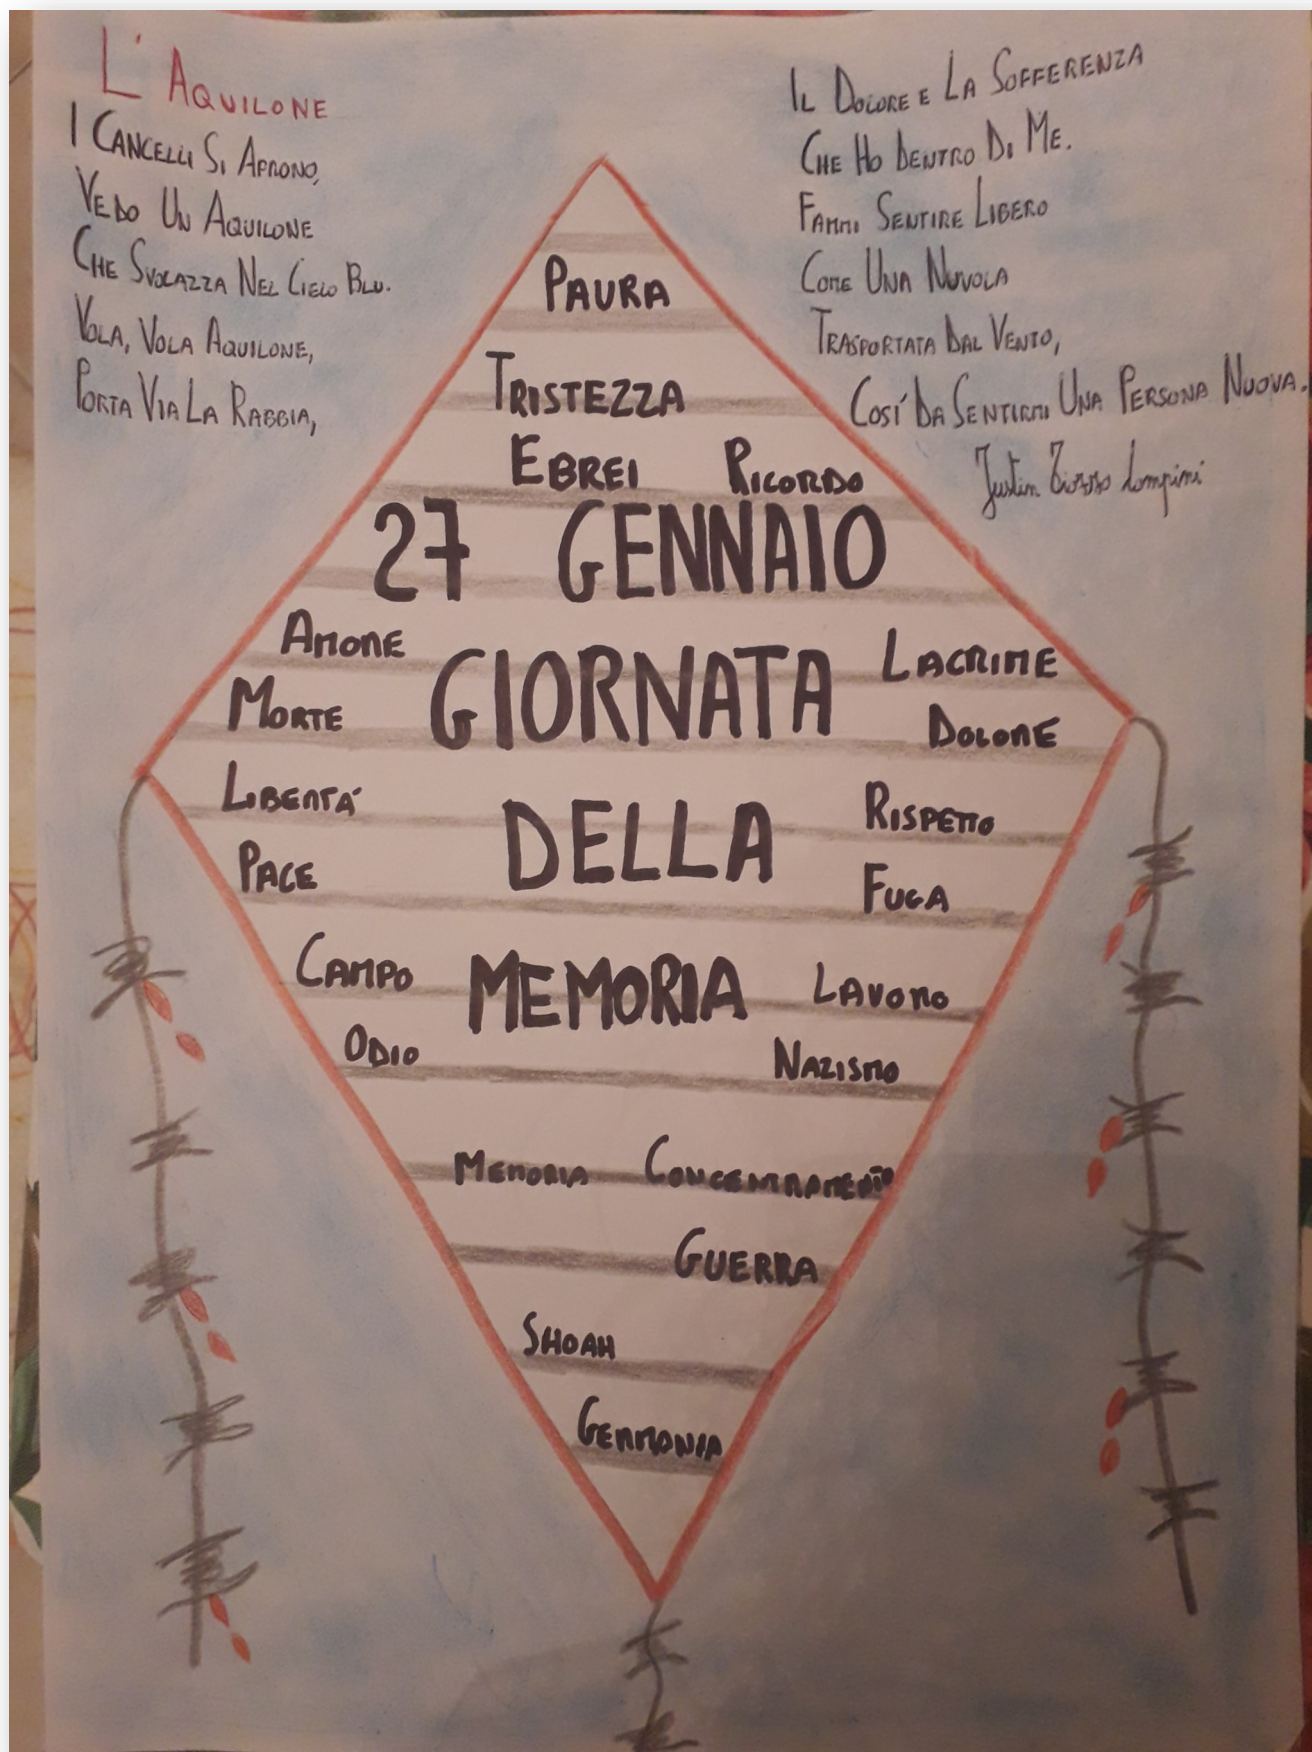 L'AQUILONE
I CANCELLI SI APRONO,
VEDO UN AQUILONE
CHE SVOLAZZA NEL CIELO BLU.
VOLA, VOLA AQUILONE,
PORTA VIA LA RABBIA,
IL DOLORE E LA SOFFERENZA
CHE HO DENTRO DI ME.
FAMMI SENTIRE LIBERO
COME UNA NUVOLA
TRASPORTATA DAL VENTO,
COSÍ DA SENTIRMI UNA PERSONA NUOVA.
Justin
PAURA
TRISTEZZA
EBREI RICORDO
27 GENNAIO
AMORE LACRIME
GIORNATA
MORTE DOLORE
LIBERTÁ RISPETTO
DELLA
PACE FUGA
CAMPO LAVORO
MEMORIA
ODIO NAZISMO
MEMORIA CONCENTRAMENTO
GUERRA
SHOAH
GERMANIA